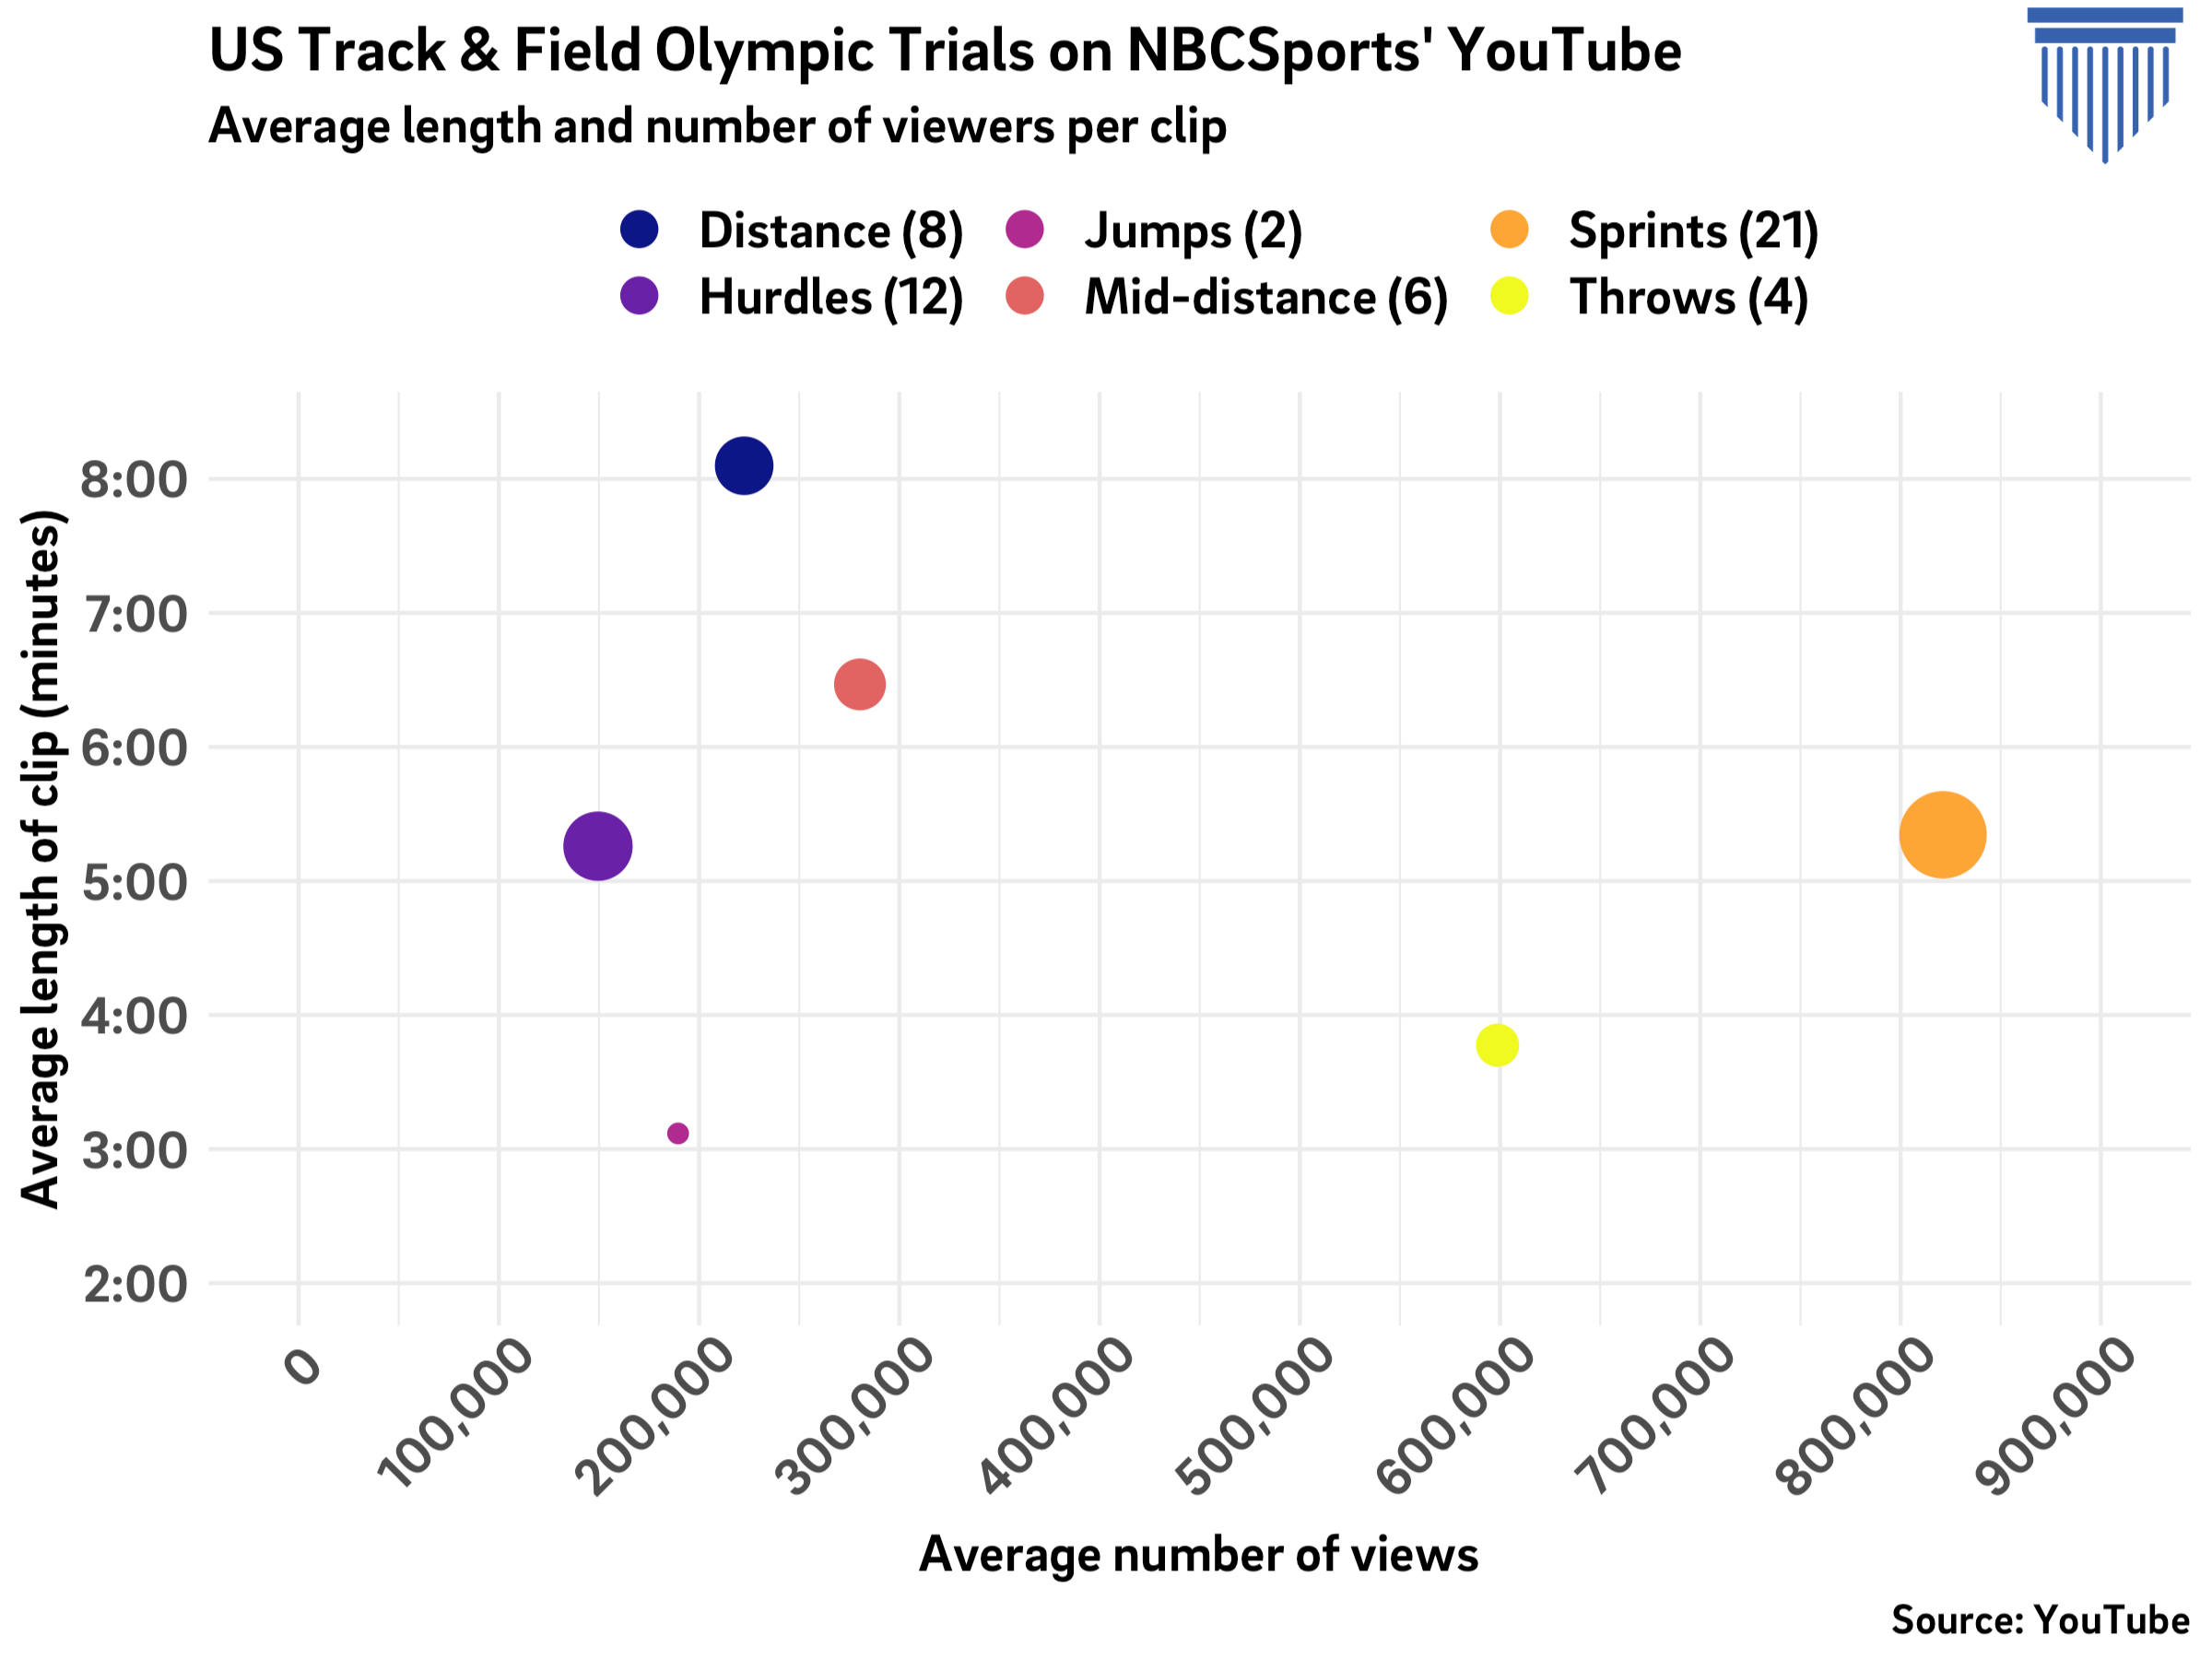 US Track & Field Olympic Trials on NBCSports' YouTube
Average length and number of viewers per clip
Distance (8) Jumps (2) Sprints (21)
Hurdles (12) Mid-distance (6) Throws (4)
Average length of clip (minutes)
8:00
7:00
6:00
5:00
4:00
3:00
2:00
0 100,000 200,000 300,000 400,000 500,000 600,000 700,000 800,000 900,000
Average number of views
Source: YouTube